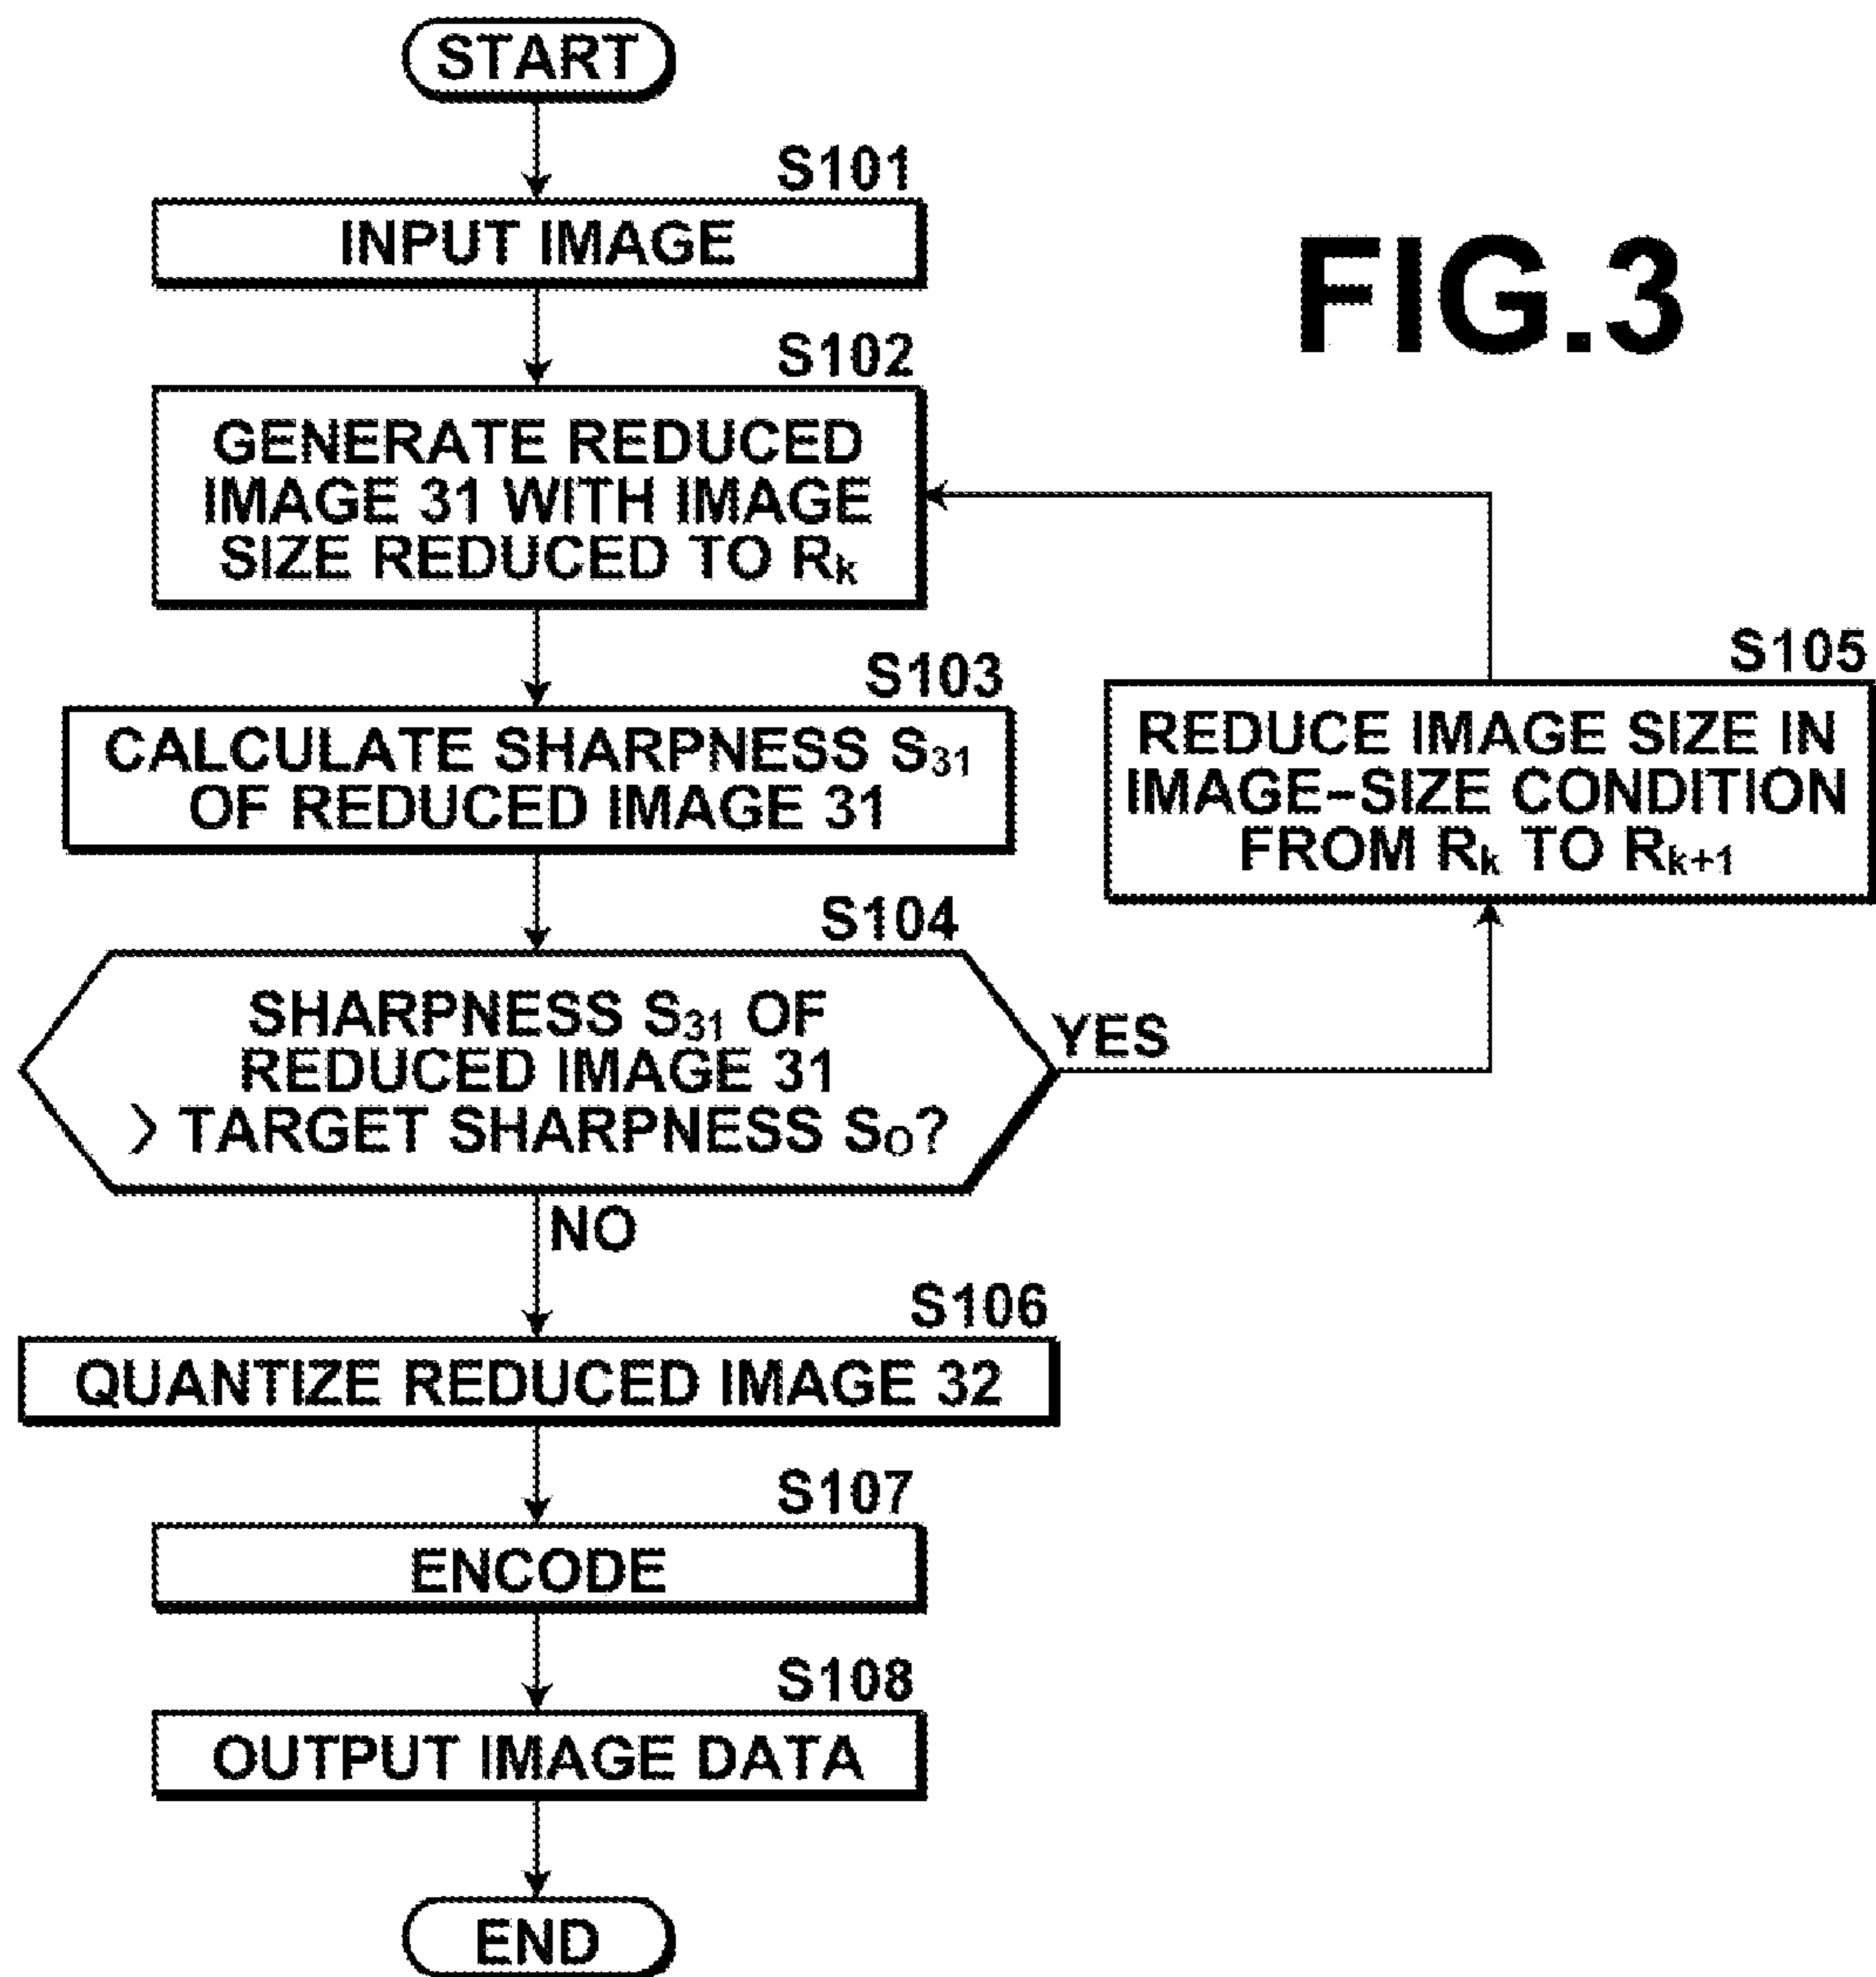 START
S101
INPUT IMAGE
FIG.3
S102
GENERATE REDUCED
IMAGE 31 WITH IMAGE
SIZE REDUCED TO Rk
S103
CALCULATE SHARPNESS S31
OF REDUCED IMAGE 31
S105
REDUCE IMAGE SIZE IN
IMAGE-SIZE CONDITION
FROM Rk TO Rk+1
S104
SHARPNESS S31 OF
REDUCED IMAGE 31
> TARGET SHARPNESS SO?
YES
NO
S106
QUANTIZE REDUCED IMAGE 32
S107
ENCODE
S108
OUTPUT IMAGE DATA
END